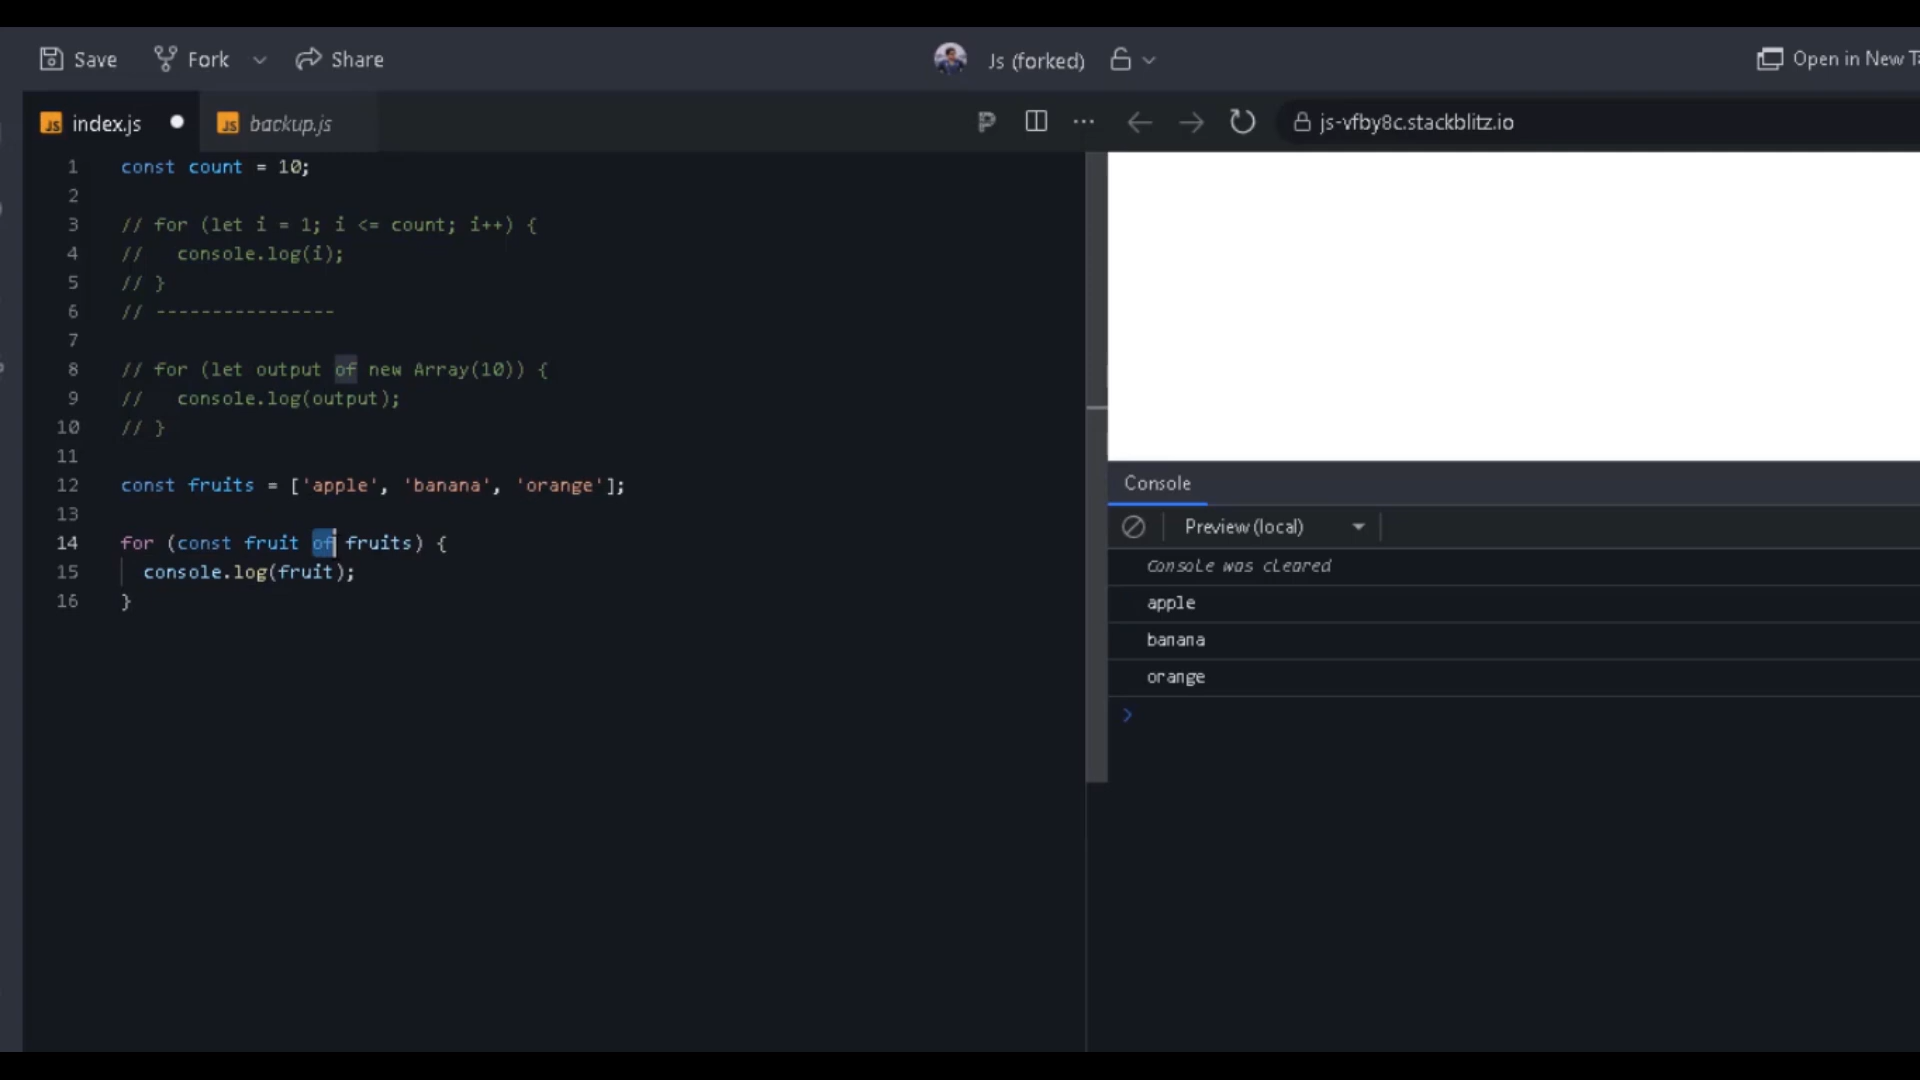 Save Fork Share Js (forked) Open in New
JS index.js JS backup.js js-vfby8c.stackblitz.io
1 const count = 10;
2
3 // for (let i = 1; i <= count; i++) {
4 //   console.log(i);
5 // }
6 // ----------------
7
8 // for (let output of new Array(10)) {
9 //   console.log(output);
10 // }
11
12 const fruits = ['apple', 'banana', 'orange'];
13
14 for (const fruit of fruits) {
15   console.log(fruit);
16 }
Console
Preview (local)
Console was cleared
apple
banana
orange